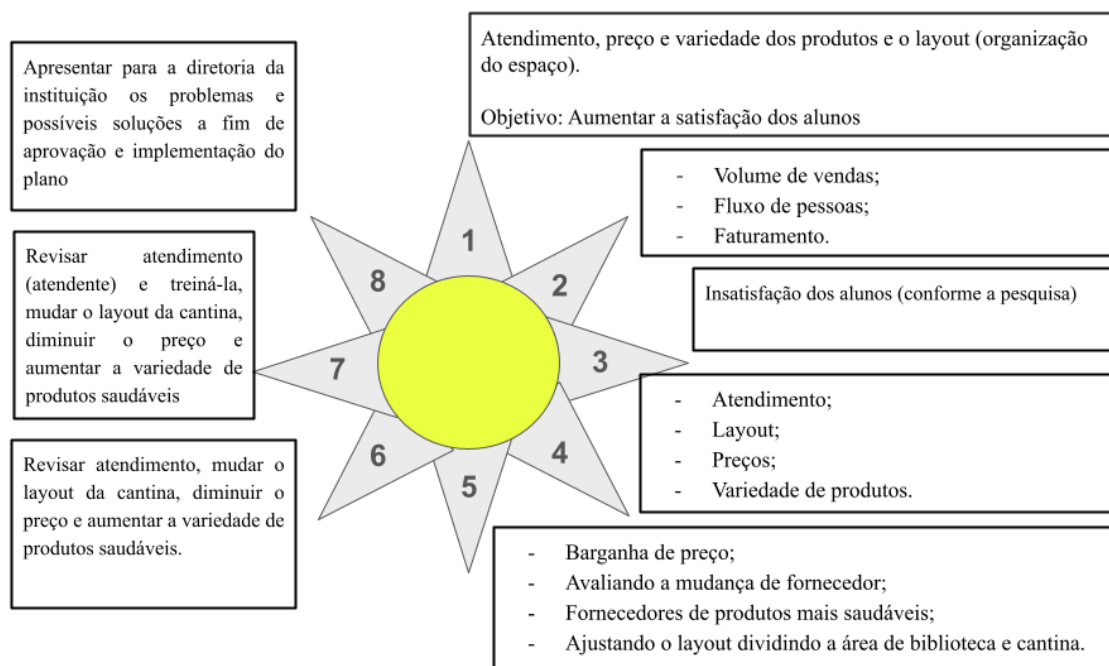 Atendimento, preço e variedade dos produtos e o layout (organização
do espaço).
Objetivo: Aumentar a satisfação dos alunos
Apresentar para a diretoria da
instituição os problemas e
possíveis soluções a fim de
aprovação e implementação do
plano
- Volume de vendas;
- Fluxo de pessoas;
- Faturamento.
Revisar atendimento
(atendente) e treiná-la,
mudar o layout da cantina,
diminuir o preço e
aumentar a variedade de
produtos saudáveis
Insatisfação dos alunos (conforme a pesquisa)
- Atendimento;
- Layout;
- Preços;
- Variedade de produtos.
Revisar atendimento, mudar o
layout da cantina, diminuir o
preço e aumentar a variedade de
produtos saudáveis.
- Barganha de preço;
- Avaliando a mudança de fornecedor;
- Fornecedores de produtos mais saudáveis;
- Ajustando o layout dividindo a área de biblioteca e cantina.
1
2
3
4
5
6
7
8